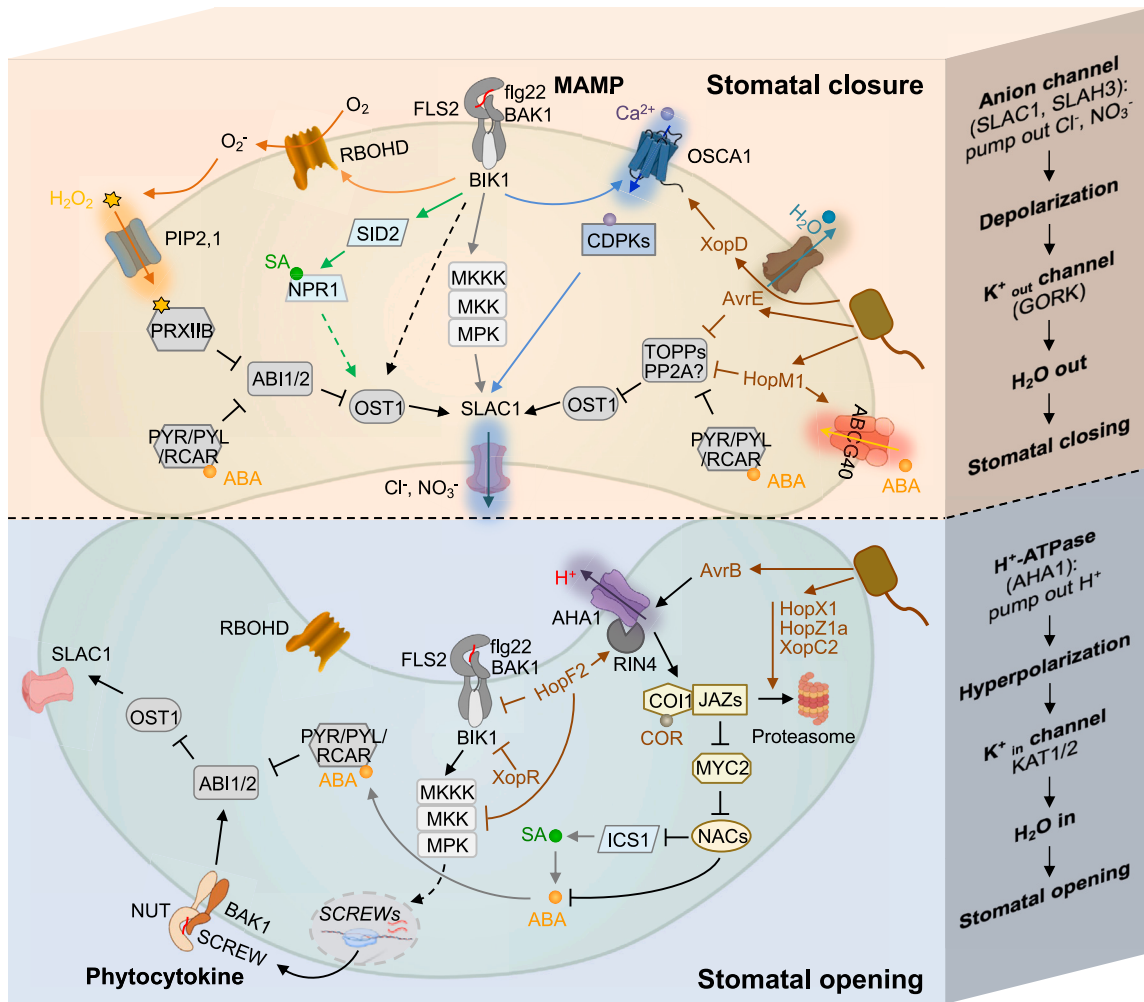 MAMP
Stomatal closure
flg22
FLS2
BAK1
BIK1
O₂
O₂⁻
RBOHD
H₂O₂
PIP2,1
PRXIIB
SA
SID2
NPR1
MKKK
MKK
MPK
Ca²⁺
OSCA1
CDPKs
H₂O
XopD
AvrE
TOPPs
PP2A?
HopM1
ABI1/2
OST1
SLAC1
OST1
PYR/PYL
/RCAR
ABA
PYR/PYL
/RCAR
ABA
ABCG40
ABA
Cl⁻, NO₃⁻
Anion channel
(SLAC1, SLAH3):
pump out Cl⁻, NO₃⁻
Depolarization
K⁺ out channel
(GORK)
H₂O out
Stomatal closing
H⁺
AHA1
RIN4
AvrB
HopX1
HopZ1a
XopC2
RBOHD
SLAC1
OST1
ABI1/2
PYR/PYL/
RCAR
ABA
flg22
FLS2
BAK1
BIK1
HopF2
XopR
MKKK
MKK
MPK
COI1
JAZs
COR
Proteasome
MYC2
NACs
ICS1
SA
ABA
SCREWs
NUT
BAK1
SCREW
Phytocytokine
Stomatal opening
H⁺-ATPase
(AHA1):
pump out H⁺
Hyperpolarization
K⁺ in channel
KAT1/2
H₂O in
Stomatal opening